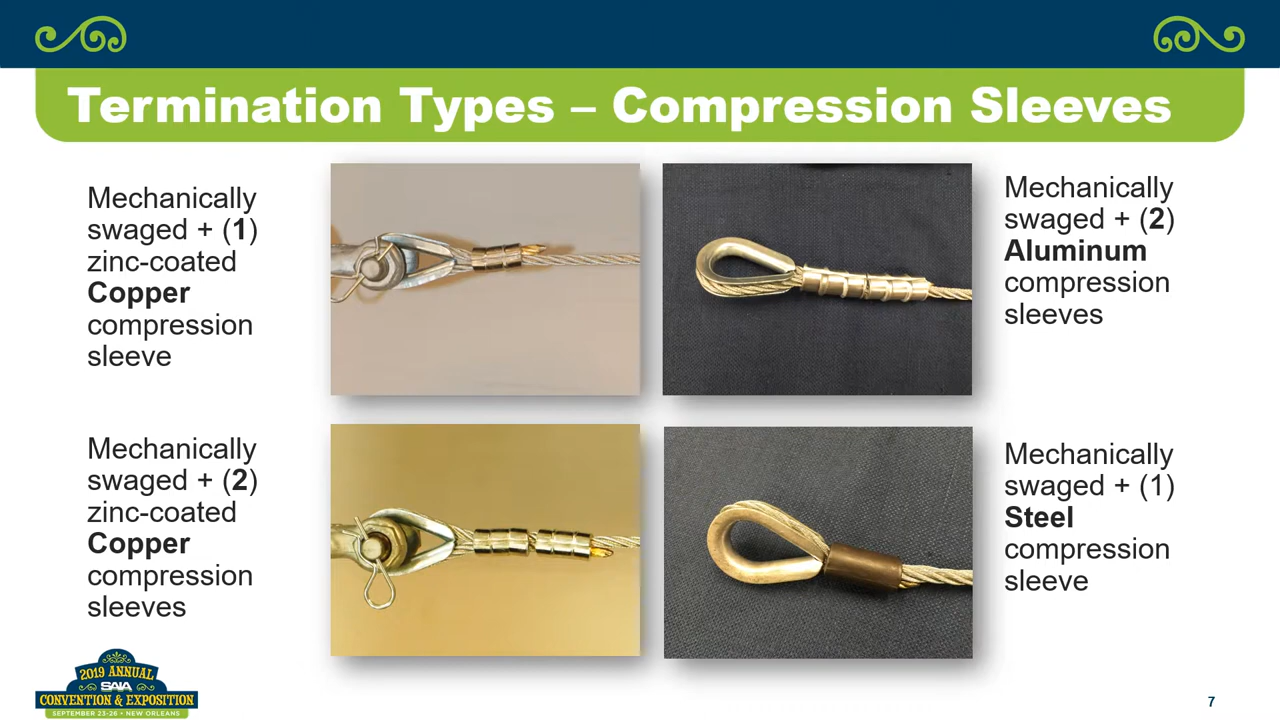 Termination Types – Compression Sleeves
Mechanically
swaged + (1)
zinc-coated
Copper
compression
sleeve
Mechanically
swaged + (2)
Aluminum
compression
sleeves
Mechanically
swaged + (2)
zinc-coated
Copper
compression
sleeves
Mechanically
swaged + (1)
Steel
compression
sleeve
2019 ANNUAL
SAIA
CONVENTION & EXPOSITION
SEPTEMBER 23-26 • NEW ORLEANS
7